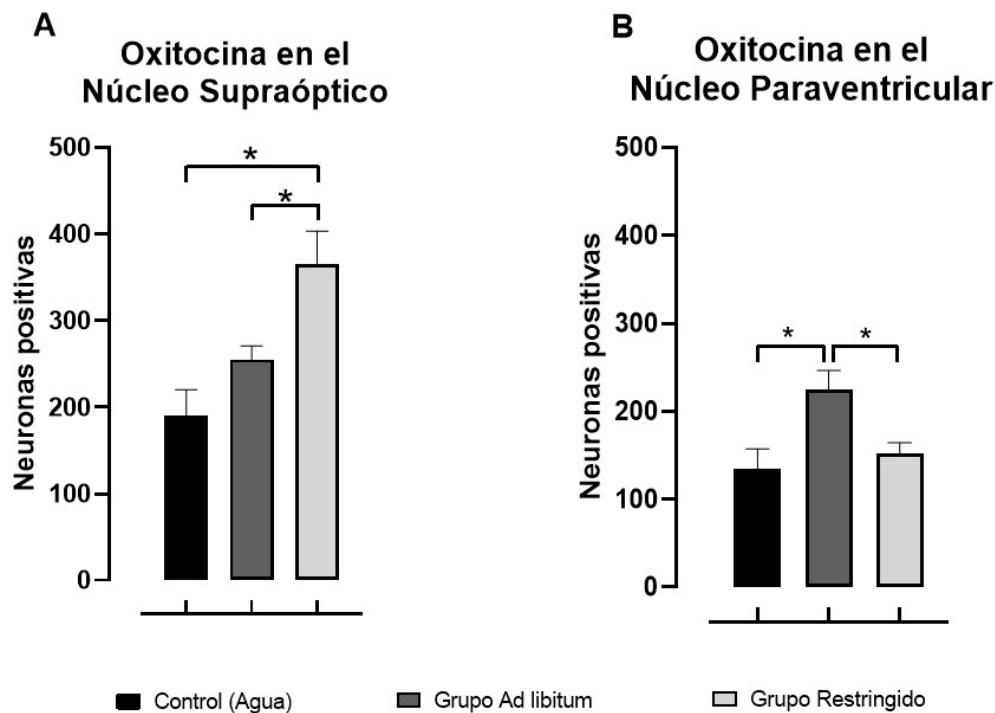 A
Oxitocina en el
Núcleo Supraóptico
Neuronas positivas
500
400
300
200
100
0
*
*
B
Oxitocina en el
Núcleo Paraventricular
Neuronas positivas
500
400
300
200
100
0
*
*
Control (Agua)
Grupo Ad libitum
Grupo Restringido